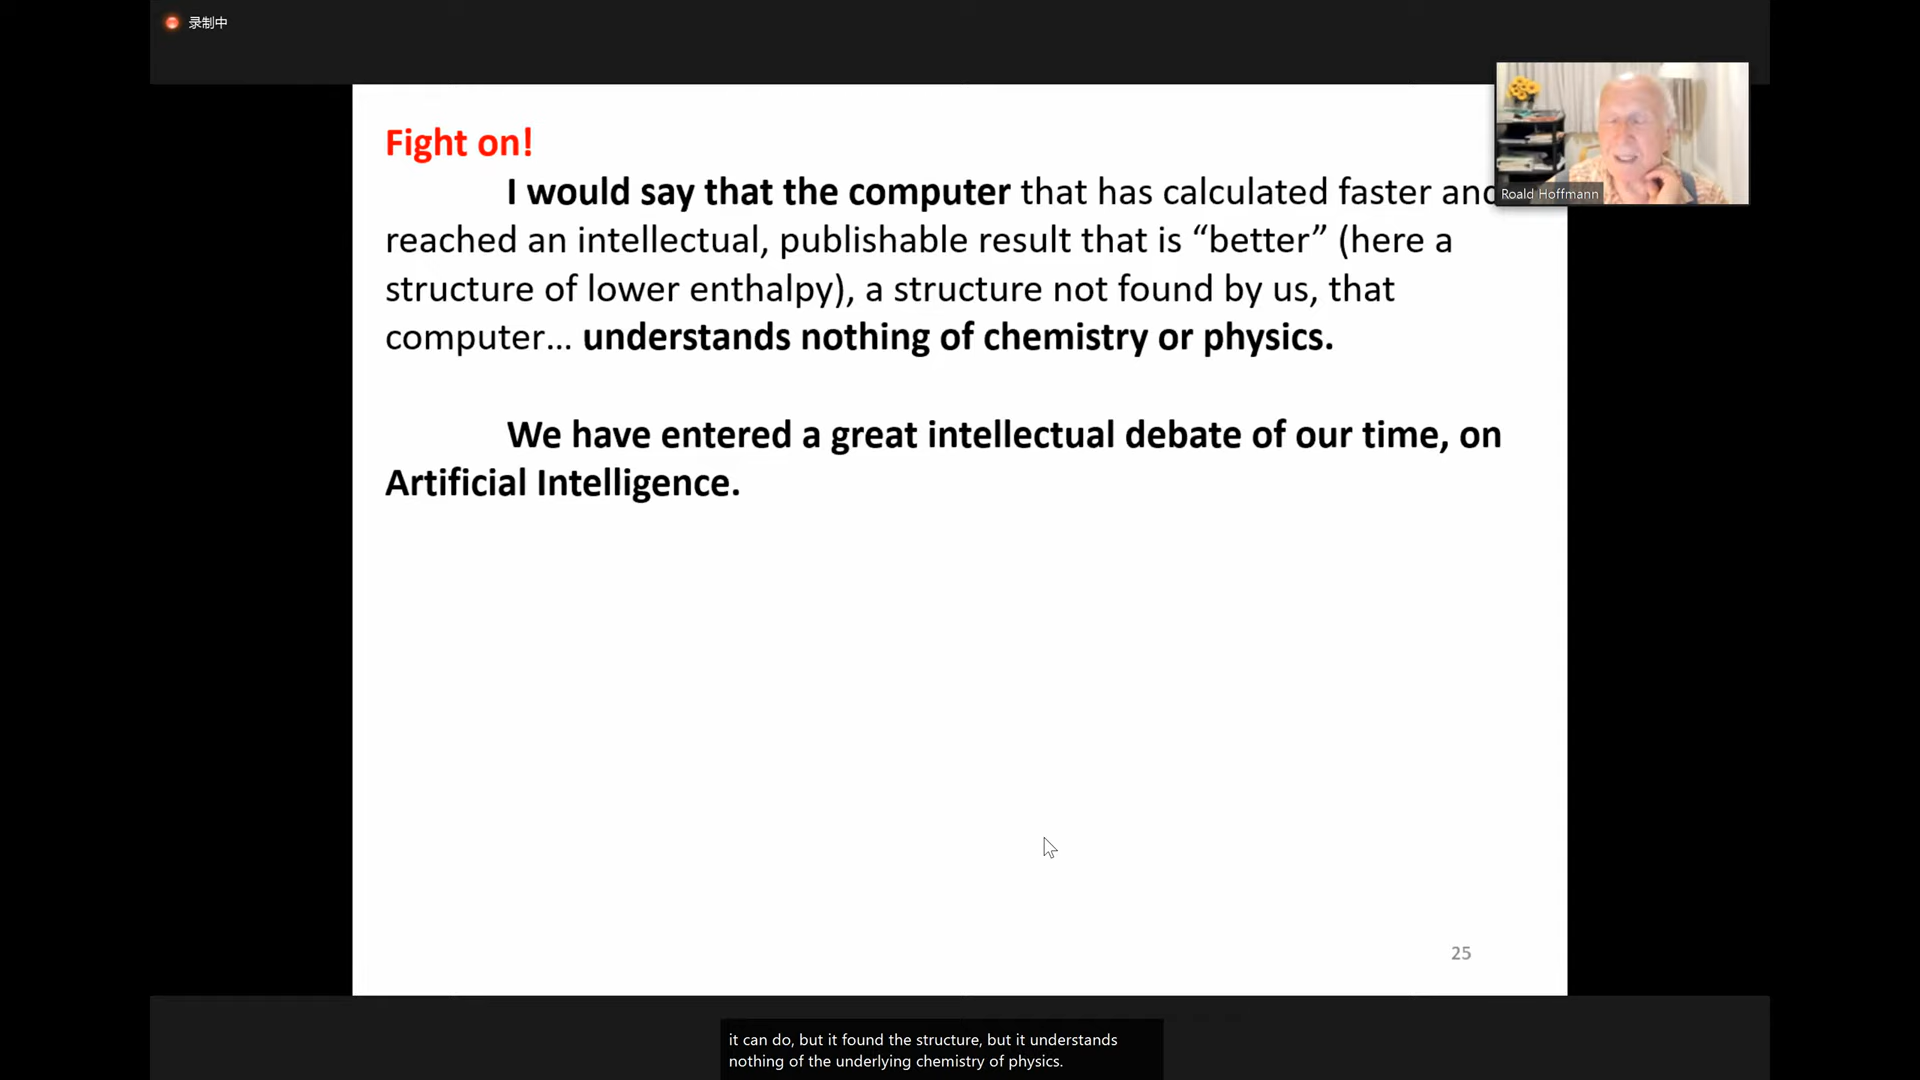 录制中
Fight on!
I would say that the computer that has calculated faster and
reached an intellectual, publishable result that is “better” (here a
structure of lower enthalpy), a structure not found by us, that
computer... understands nothing of chemistry or physics.
We have entered a great intellectual debate of our time, on
Artificial Intelligence.
Roald Hoffmann
25
it can do, but it found the structure, but it understands
nothing of the underlying chemistry of physics.